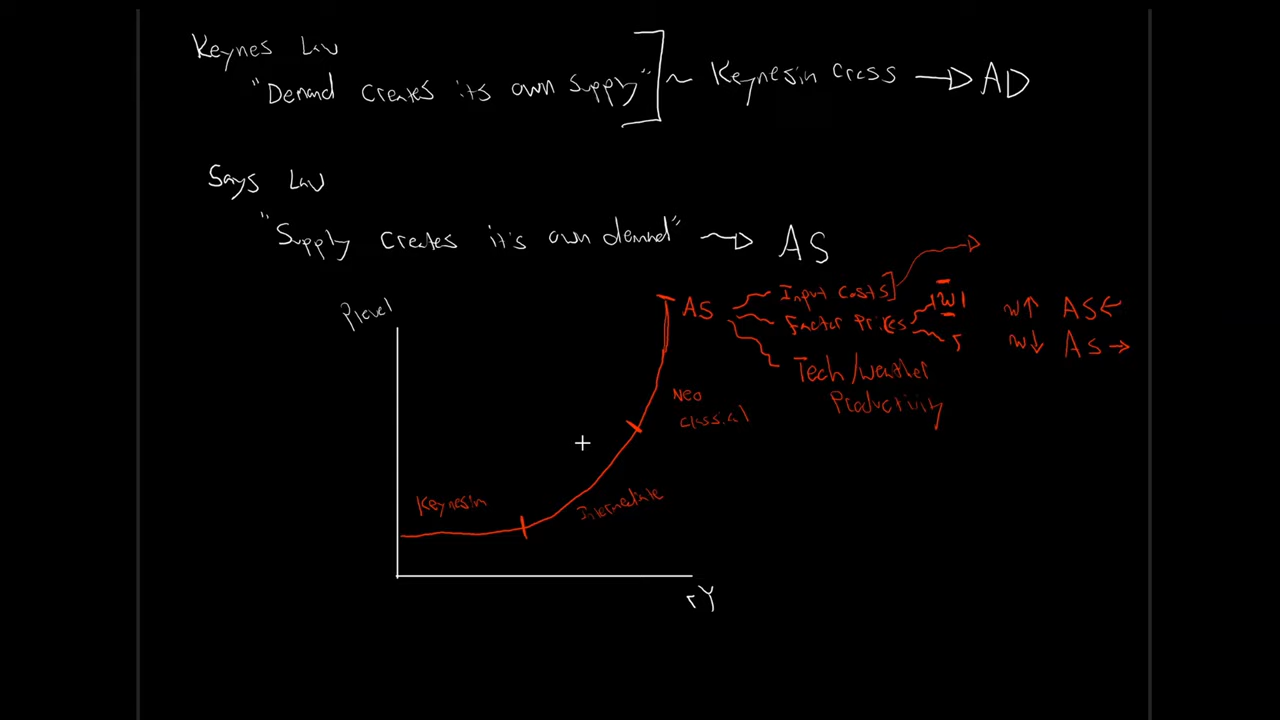 Keynes Law
"Demand creates its own supply" ~ Keynesin cross → AD
Says Law
"Supply creates it's own demand" → AS
Plevel
AS
Input Costs
Factor Prices
w
r
w↑ AS←
w↓ AS→
Tech/Weather
Productivity
Neo
classical
Keynesin
Intermediate
rY